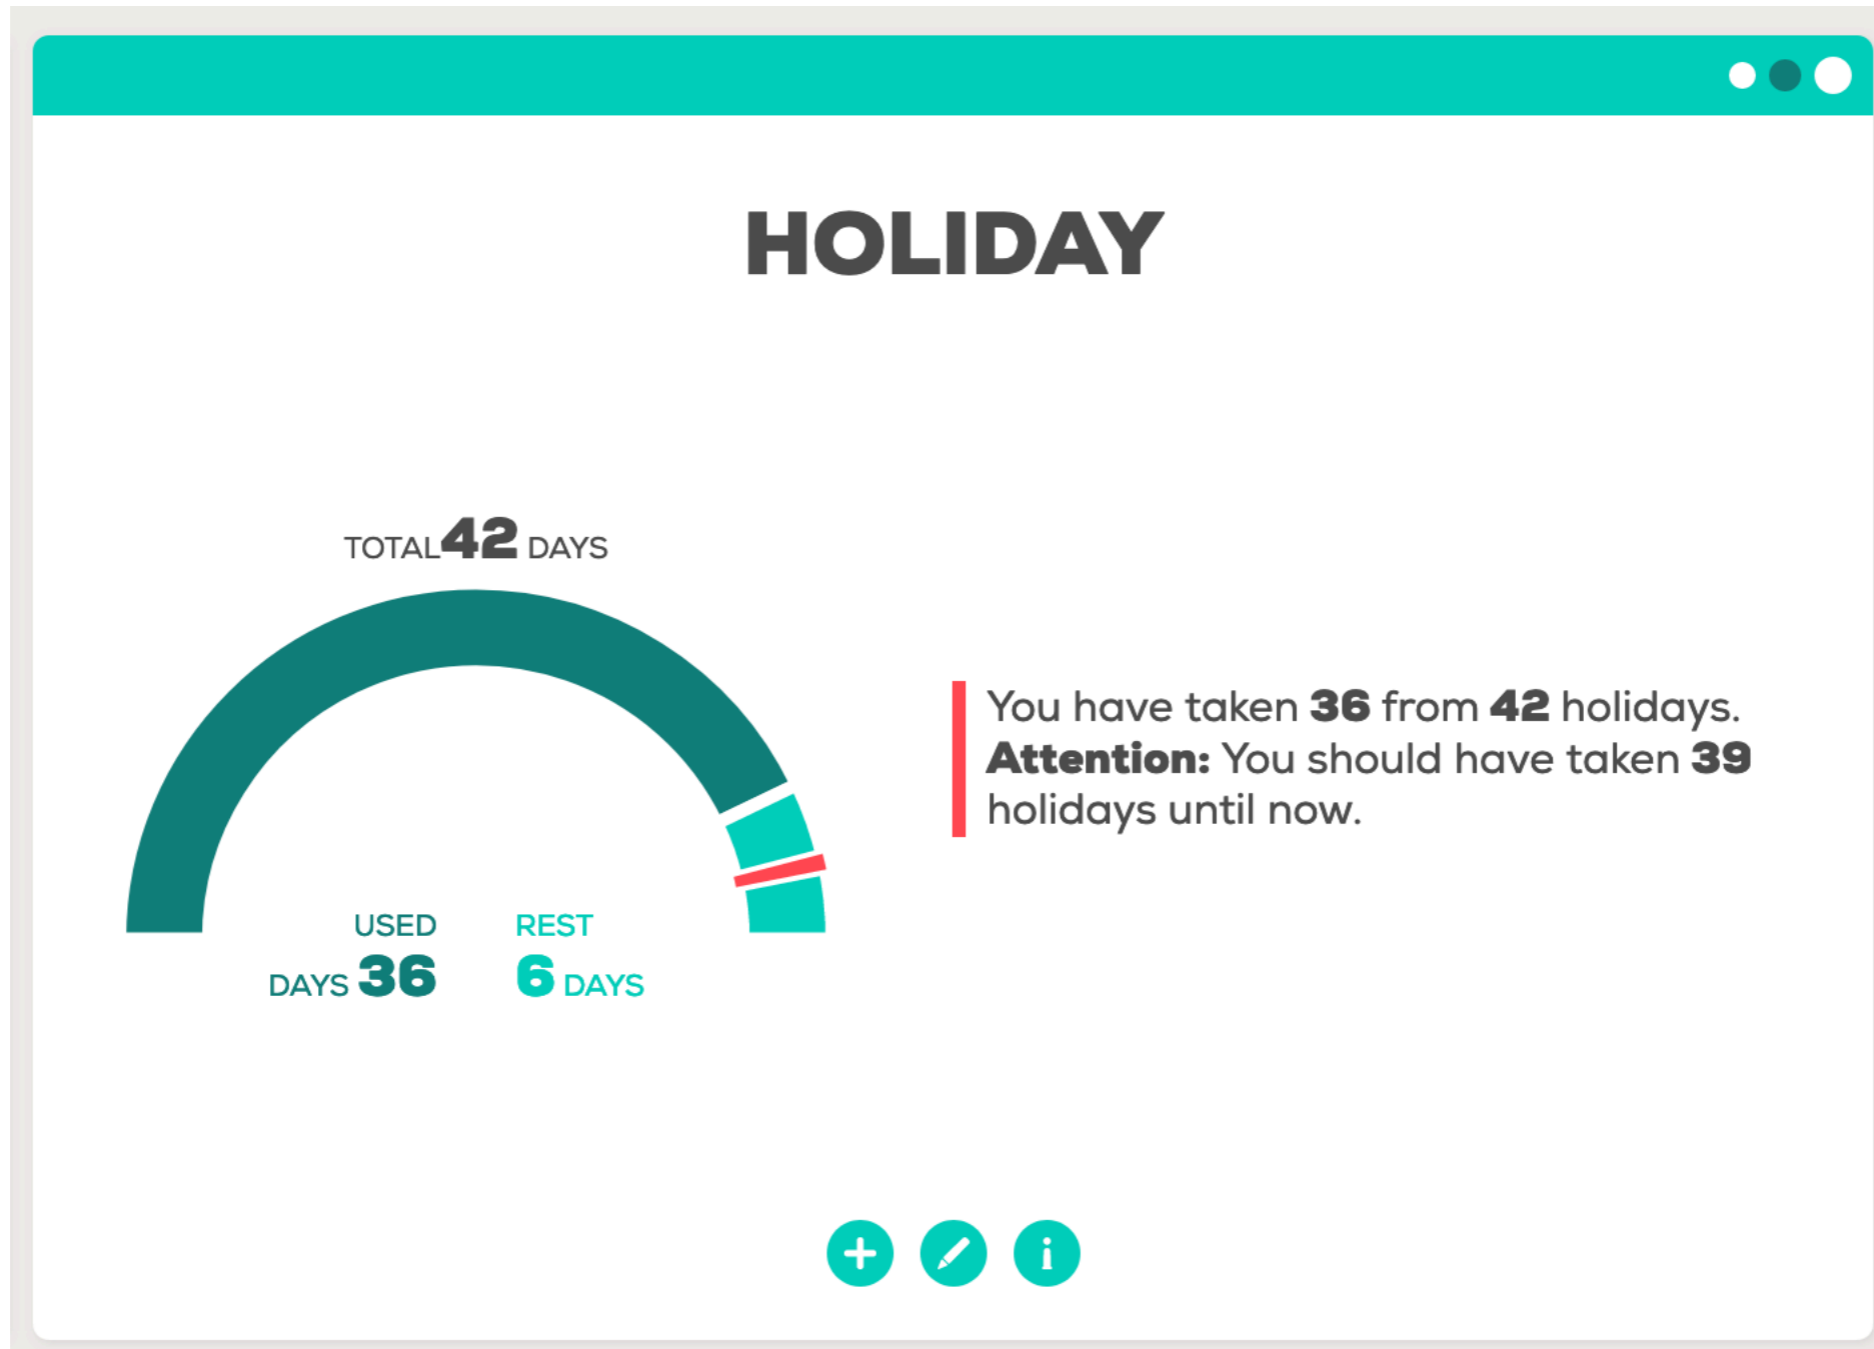 HOLIDAY
TOTAL 42 DAYS
You have taken 36 from 42 holidays.
Attention: You should have taken 39
holidays until now.
USED
DAYS 36
REST
6 DAYS